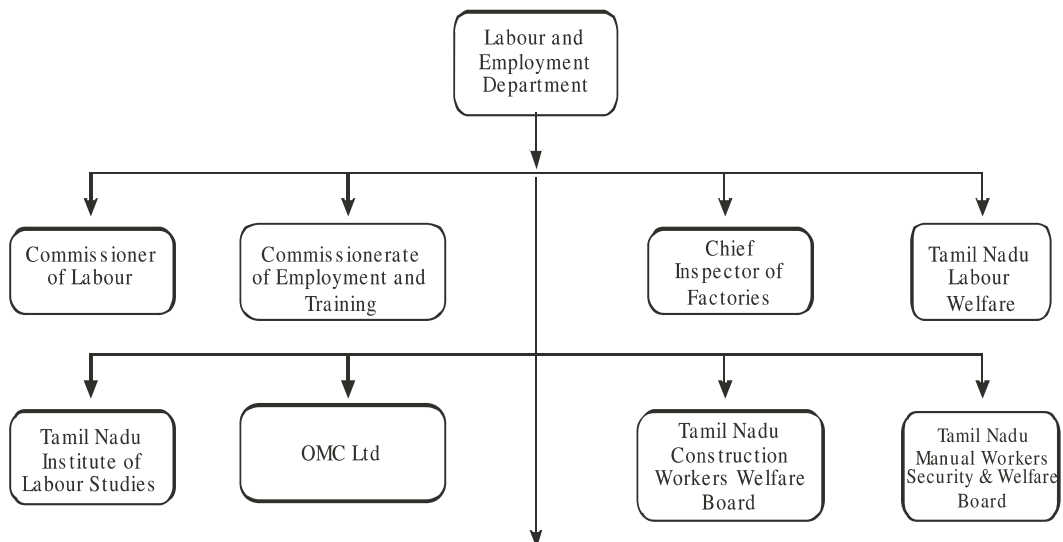 Labour and
Employment
Department
Commissioner
of Labour
Commissionerate
of Employment and
Training
Chief
Inspector of
Factories
Tamil Nadu
Labour
Welfare
Tamil Nadu
Institute of
Labour Studies
OMC Ltd
Tamil Nadu
Construction
Workers Welfare
Board
Tamil Nadu
Manual Workers
Security & Welfare
Board